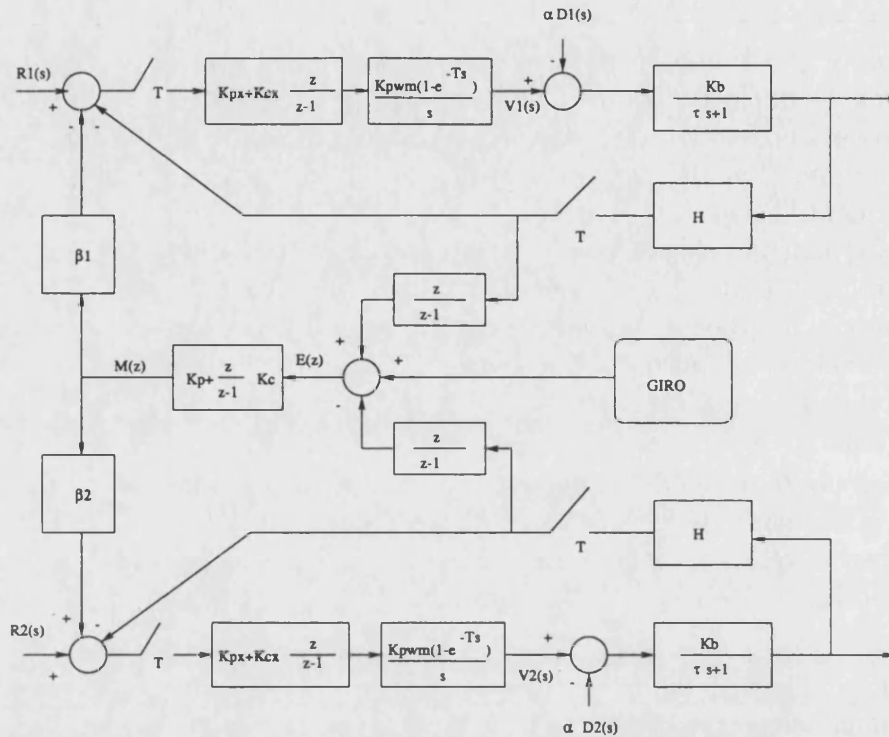 α D1(s)
R1(s)
+
-
-
T
Kpx+Kcx z
z-1
Kpwm(1-e -Ts )
s
+
V1(s)
-
Kb
τ s+1
H
T
β1
z
z-1
M(z)
Kp+ z Kc
z-1
E(z)
+
+
-
GIRO
z
z-1
β2
H
T
R2(s)
+
-
+
T
Kpx+Kcx z
z-1
Kpwm(1-e -Ts )
s
+
V2(s)
-
Kb
τ s+1
α D2(s)